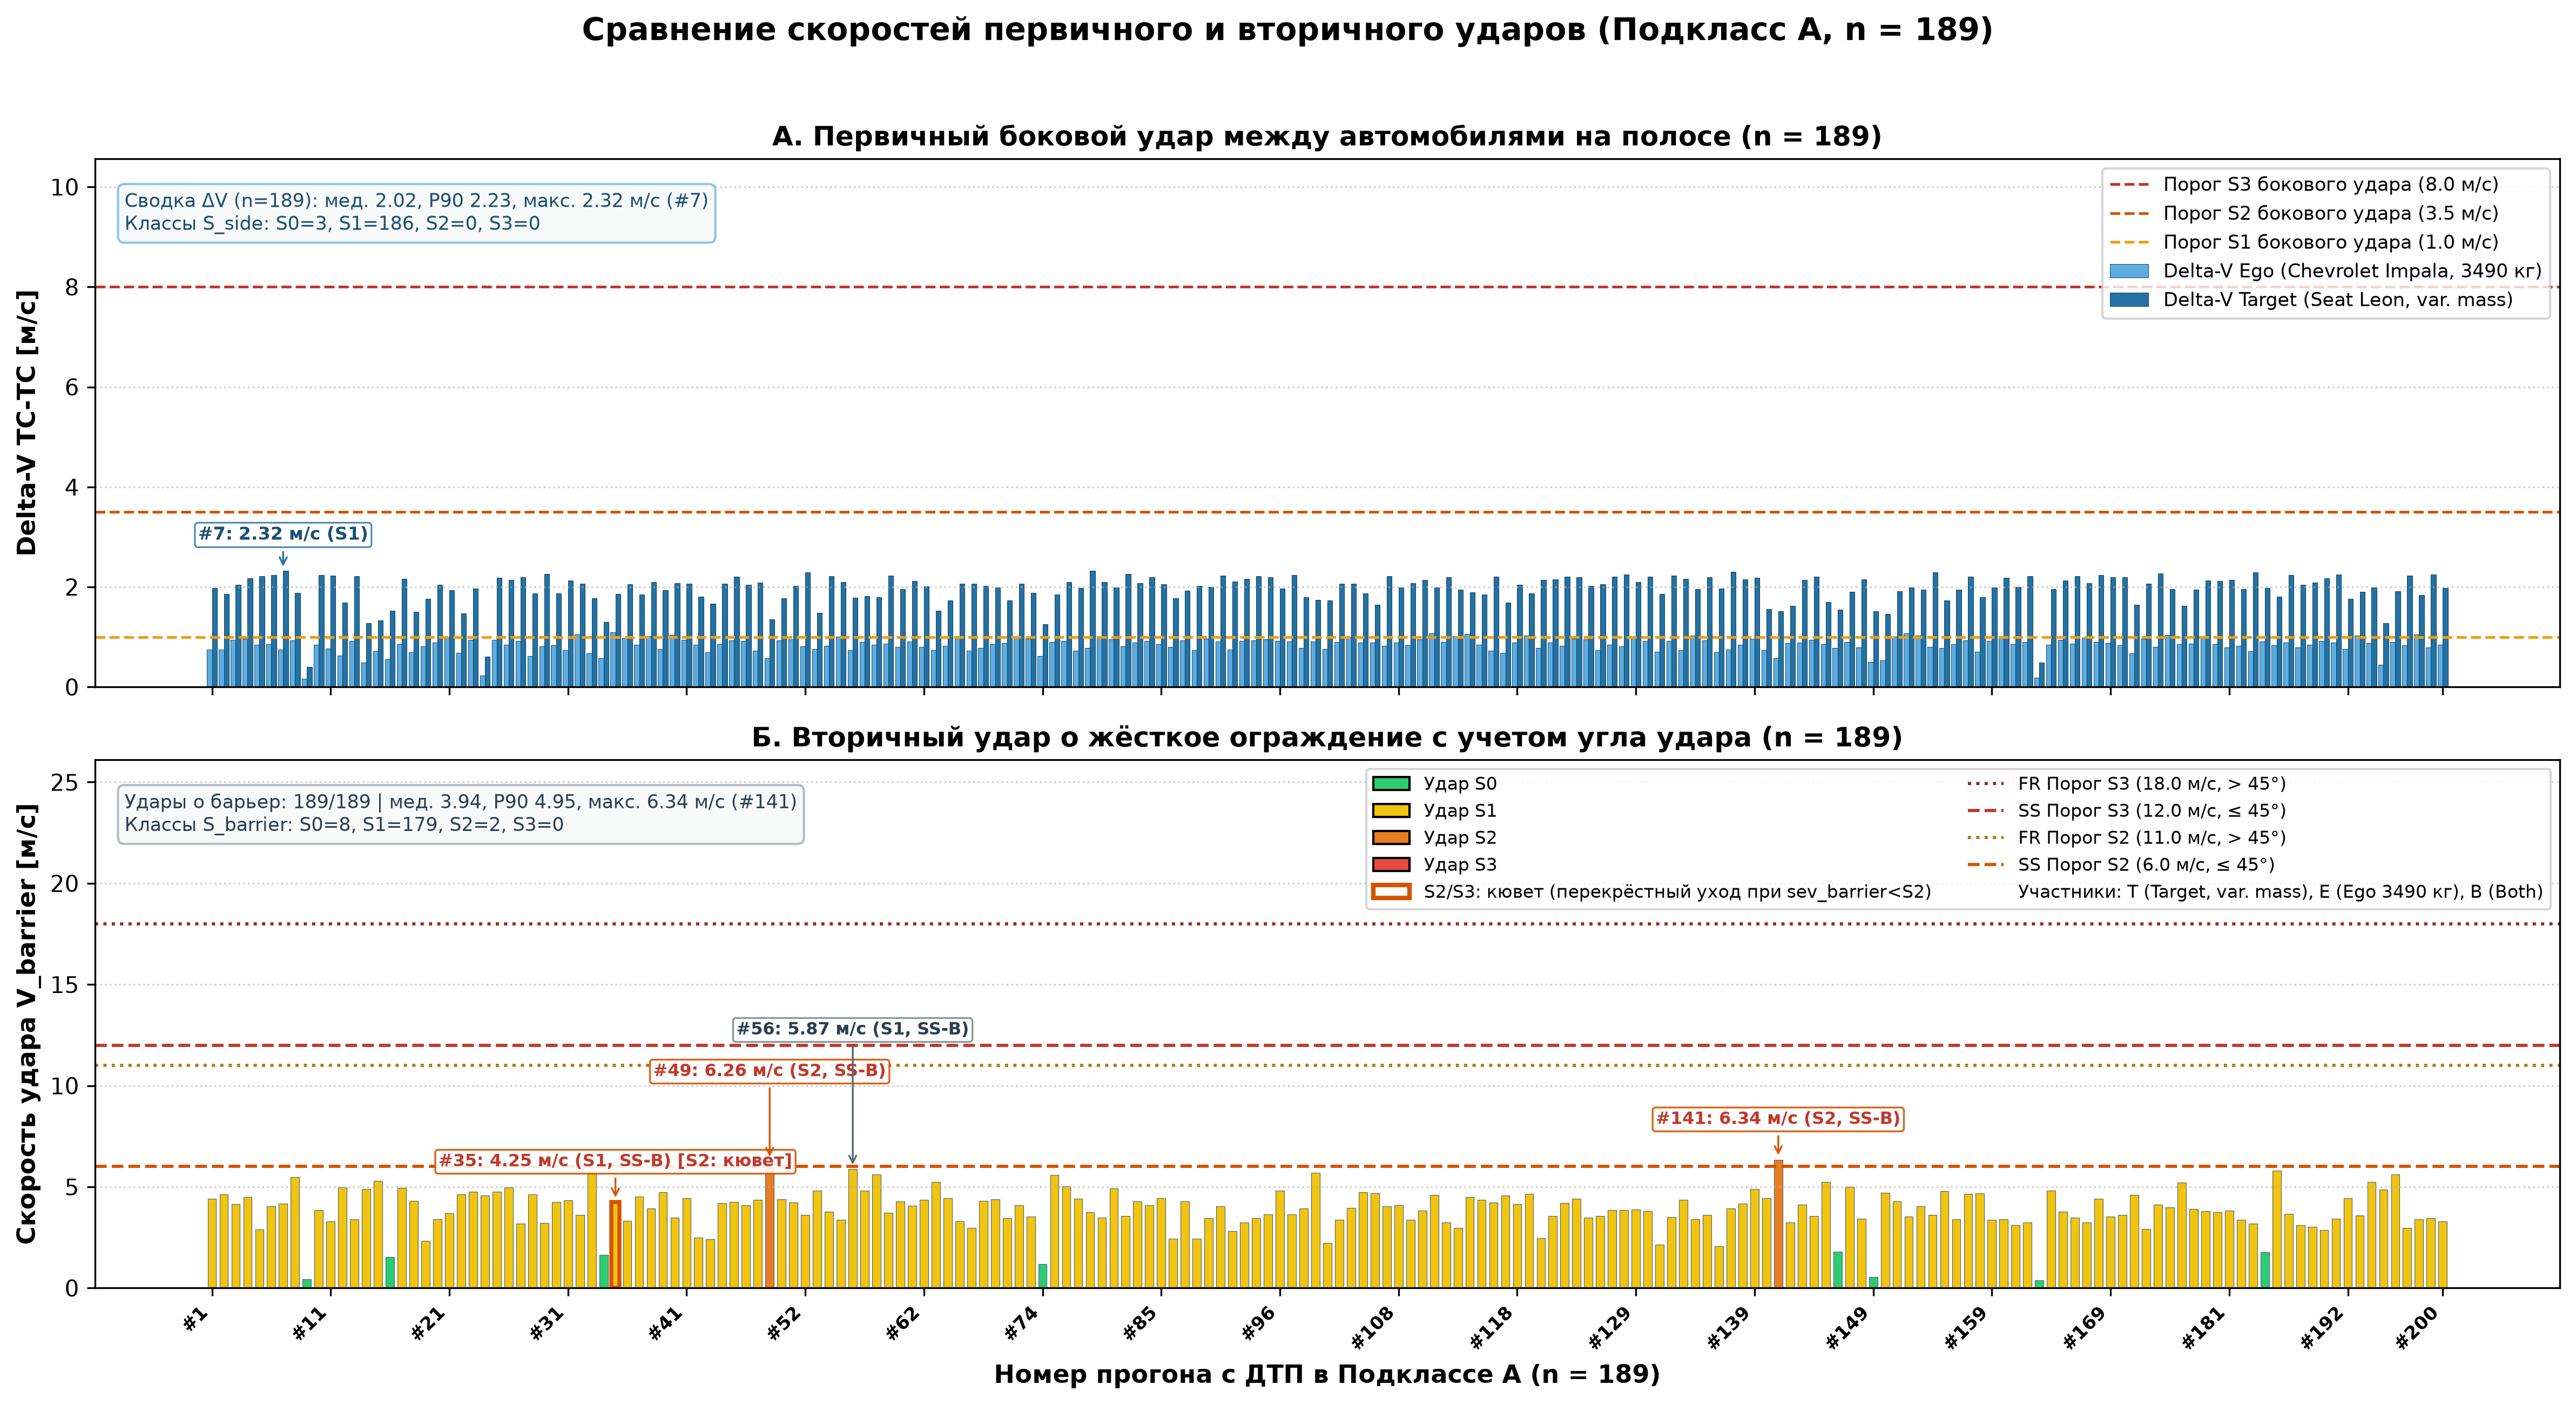 Сравнение скоростей первичного и вторичного ударов (Подкласс А, n = 189)
А. Первичный боковой удар между автомобилями на полосе (n = 189)
Delta-V ТС-ТС [м/с]
10
8
6
4
2
0
Сводка ΔV (n=189): мед. 2.02, P90 2.23, макс. 2.32 м/с (#7)
Классы S_side: S0=3, S1=186, S2=0, S3=0
Порог S3 бокового удара (8.0 м/с)
Порог S2 бокового удара (3.5 м/с)
Порог S1 бокового удара (1.0 м/с)
Delta-V Ego (Chevrolet Impala, 3490 кг)
Delta-V Target (Seat Leon, var. mass)
#7: 2.32 м/с (S1)
Б. Вторичный удар о жёсткое ограждение с учетом угла удара (n = 189)
Скорость удара V_barrier [м/с]
25
20
15
10
5
0
Удары о барьер: 189/189 | мед. 3.94, P90 4.95, макс. 6.34 м/с (#141)
Классы S_barrier: S0=8, S1=179, S2=2, S3=0
Удар S0
Удар S1
Удар S2
Удар S3
S2/S3: кювет (перекрёстный уход при sev_barrier<S2)
FR Порог S3 (18.0 м/с, > 45°)
SS Порог S3 (12.0 м/с, ≤ 45°)
FR Порог S2 (11.0 м/с, > 45°)
SS Порог S2 (6.0 м/с, ≤ 45°)
Участники: T (Target, var. mass), E (Ego 3490 кг), B (Both)
#56: 5.87 м/с (S1, SS-B)
#49: 6.26 м/с (S2, SS-B)
#141: 6.34 м/с (S2, SS-B)
#35: 4.25 м/с (S1, SS-B) [S2: кювет]
#1
#11
#21
#31
#41
#52
#62
#74
#85
#96
#108
#118
#129
#139
#149
#159
#169
#181
#192
#200
Номер прогона с ДТП в Подклассе А (n = 189)